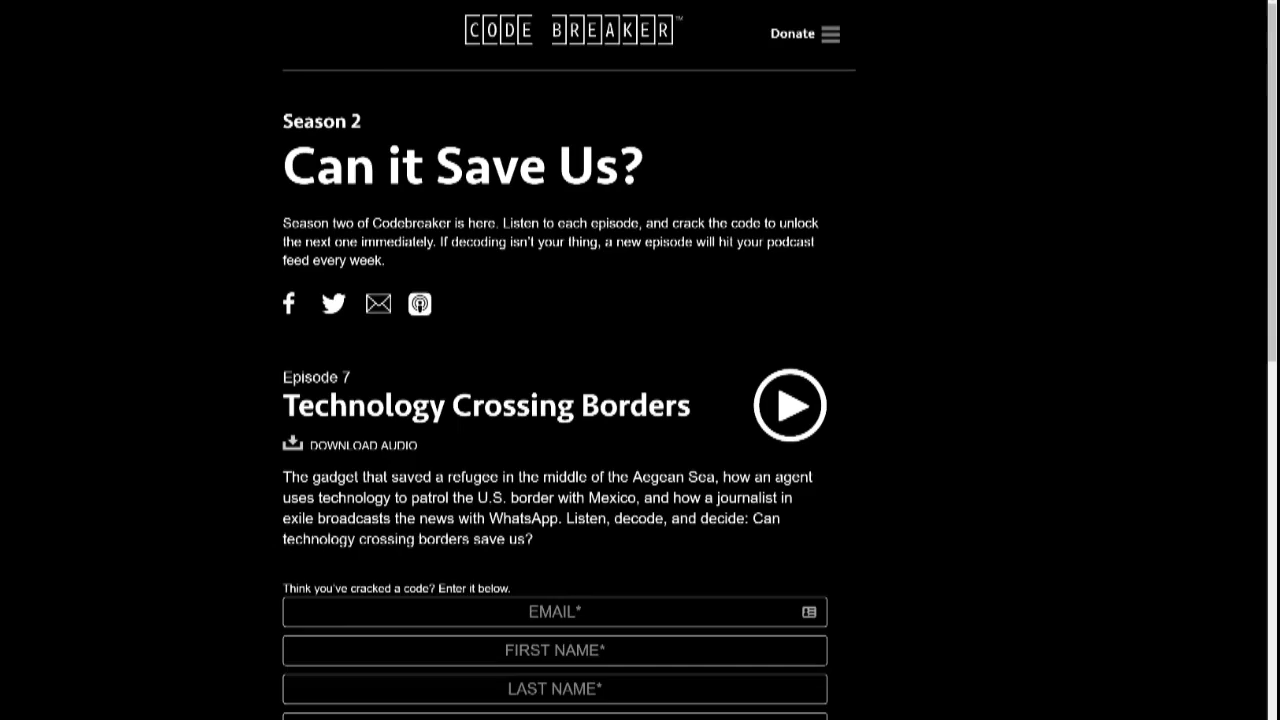 CODE BREAKER™
Donate
Season 2
Can it Save Us?
Season two of Codebreaker is here. Listen to each episode, and crack the code to unlock
the next one immediately. If decoding isn't your thing, a new episode will hit your podcast
feed every week.
Episode 7
Technology Crossing Borders
DOWNLOAD AUDIO
The gadget that saved a refugee in the middle of the Aegean Sea, how an agent
uses technology to patrol the U.S. border with Mexico, and how a journalist in
exile broadcasts the news with WhatsApp. Listen, decode, and decide: Can
technology crossing borders save us?
Think you've cracked a code? Enter it below.
EMAIL*
FIRST NAME*
LAST NAME*